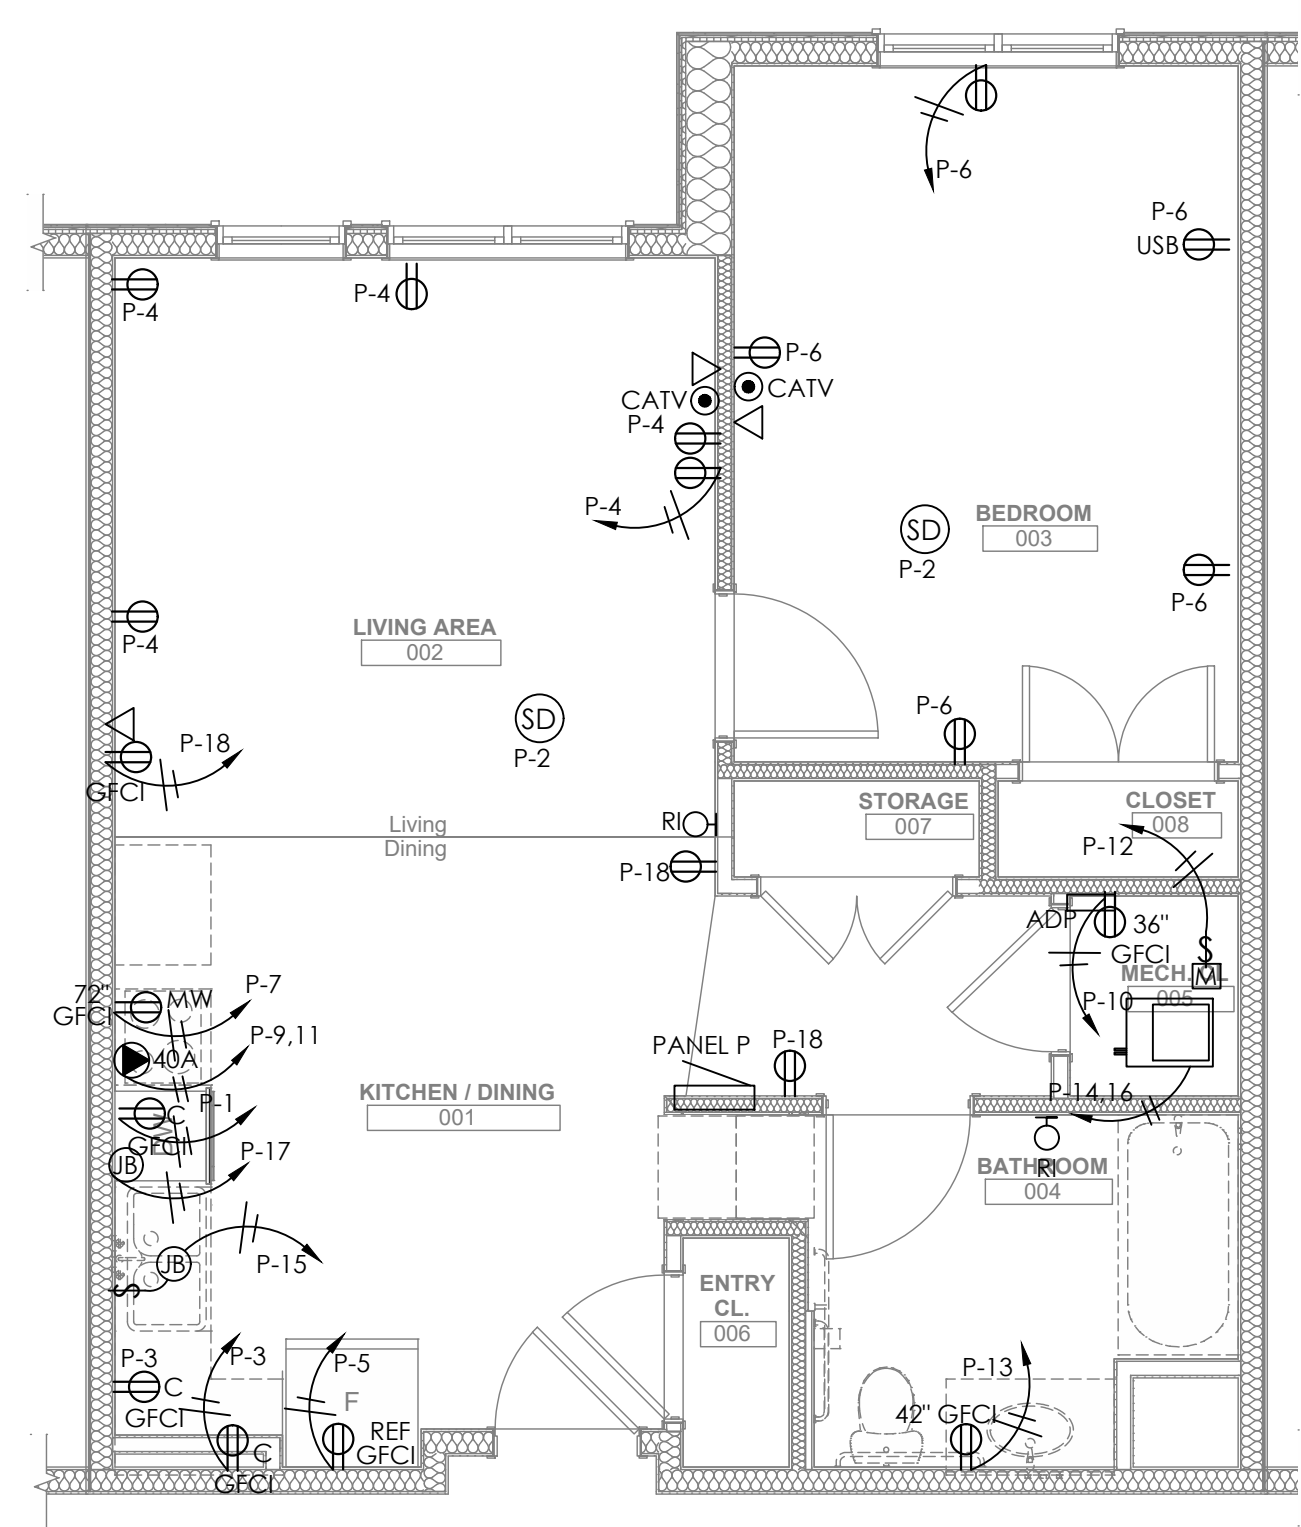 P-6
P-6
USB
P-4
P-4
P-6
CATV
CATV
P-4
P-4
BEDROOM
003
SD
P-2
P-6
P-4
LIVING AREA
002
SD
P-2
P-6
P-18
GFCI
STORAGE
007
CLOSET
008
RI
Living
Dining
P-12
P-18
ADP
36"
GFCI
S
M
MECH. CL
005
P-10
72"
GFCI
MW
P-7
P-9,11
40A
PANEL P
P-18
P-14,16
KITCHEN / DINING
001
C
P-1
GFCI
JB
P-17
BATHROOM
RI
004
JB
P-15
S
ENTRY
CL.
006
P-3
C
GFCI
P-3
P-5
F
P-13
REF
GFCI
C
GFCI
42" GFCI